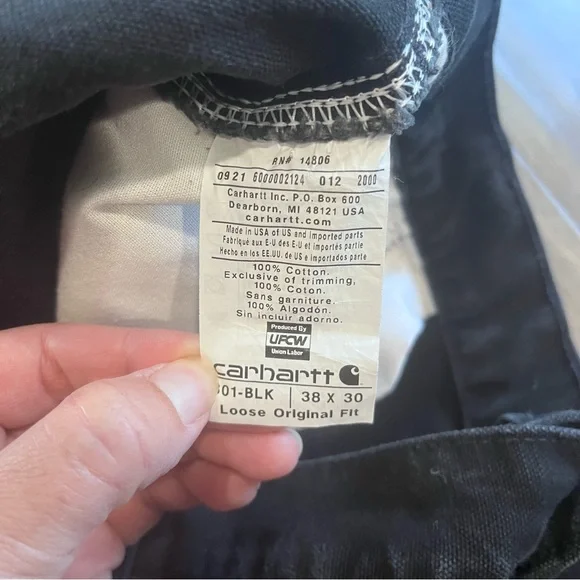 RN# 14806
0921 6000002124 012 2000
Carhartt Inc. P.O. Box 600
Dearborn, MI 48121 USA
carhartt.com
Made in USA of US and imported parts
Fabriqué aux E-U des E-U et importés partie
Hecho en los EE.UU. de US e importados parte
100% Cotton.
Exclusive of trimming.
100% Coton.
Sans garniture.
100% Algodón.
Sin incluir adorno.
Produced By
UFCW
Union Labor
carhartt
01-BLK 38 X 30
Loose Original Fit